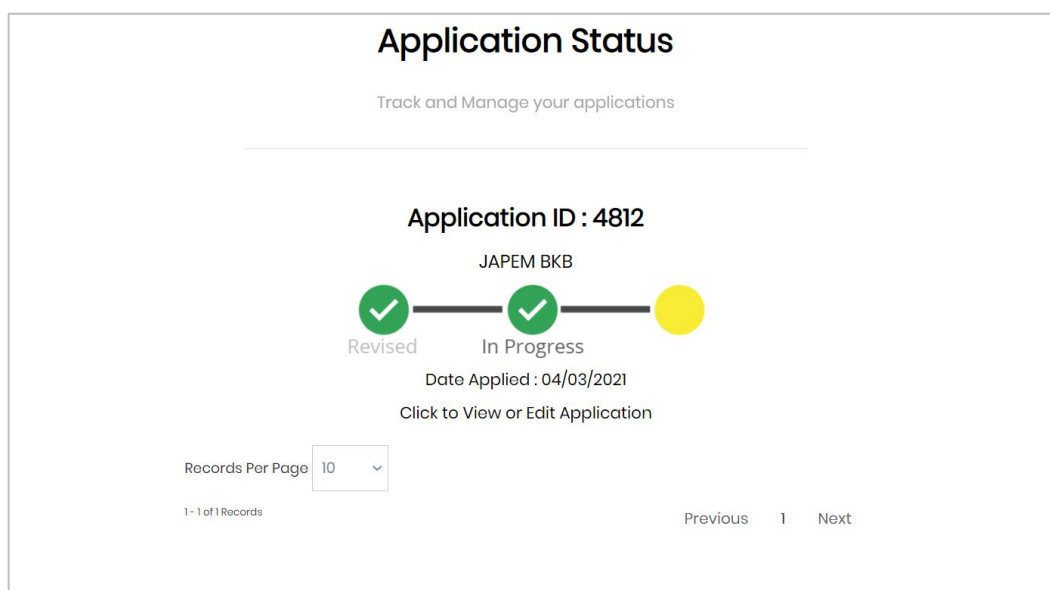 Application Status
Track and Manage your applications
Application ID : 4812
JAPEM BKB
Revised In Progress
Date Applied : 04/03/2021
Click to View or Edit Application
Records Per Page 10
1 - 1 of 1 Records
Previous 1 Next